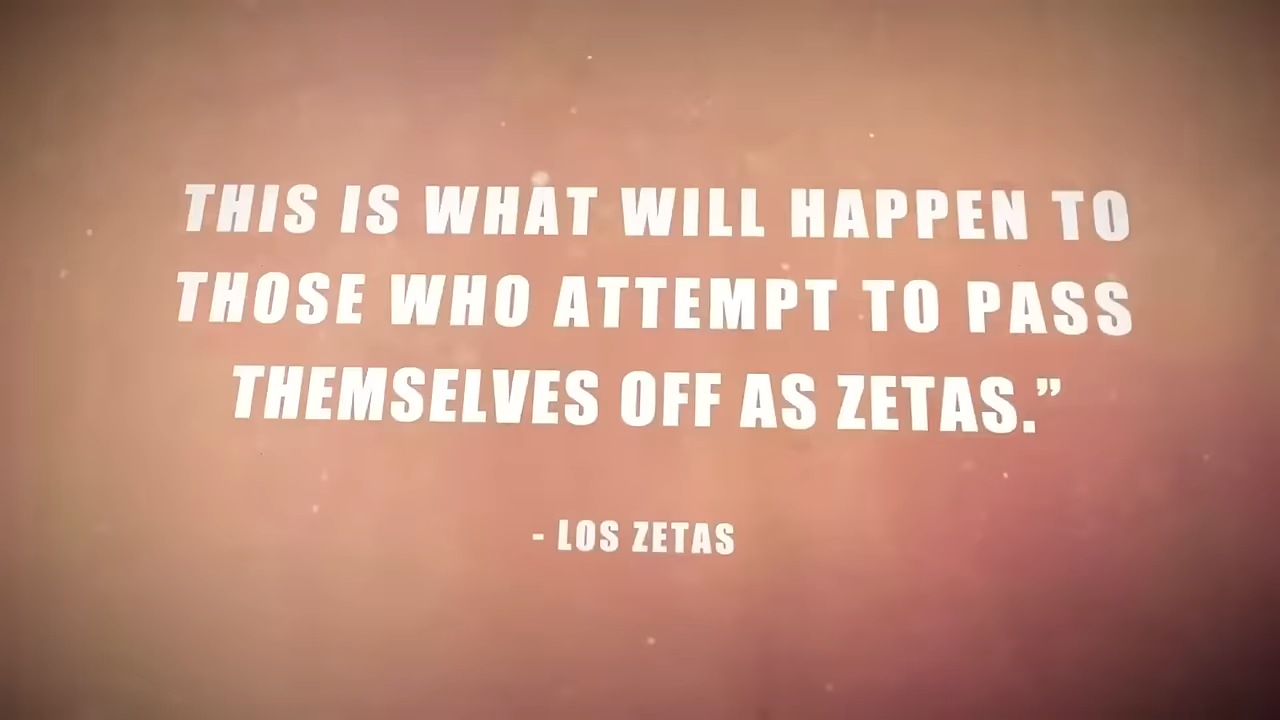 THIS IS WHAT WILL HAPPEN TO
THOSE WHO ATTEMPT TO PASS
THEMSELVES OFF AS ZETAS.”
- LOS ZETAS